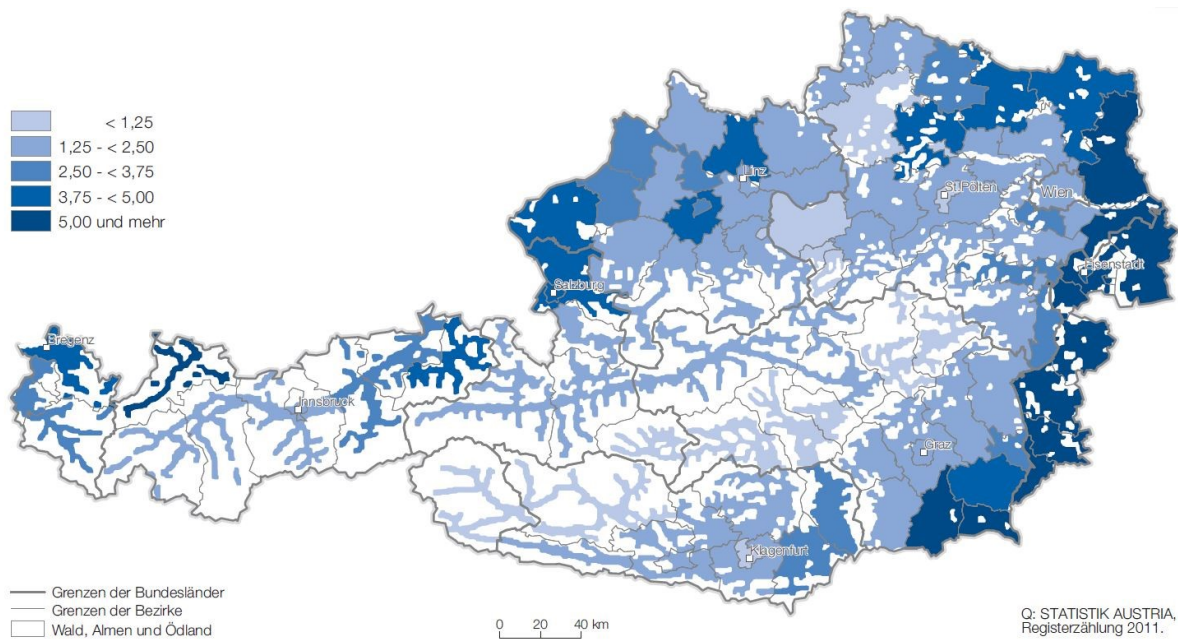 < 1,25
1,25 - < 2,50
2,50 - < 3,75
3,75 - < 5,00
5,00 und mehr
Linz
St.Pölten
Wien
Eisenstadt
Salzburg
Bregenz
Innsbruck
Graz
Klagenfurt
Grenzen der Bundesländer
Grenzen der Bezirke
Wald, Almen und Ödland
0 20 40 km
Q: STATISTIK AUSTRIA,
Registerzählung 2011.